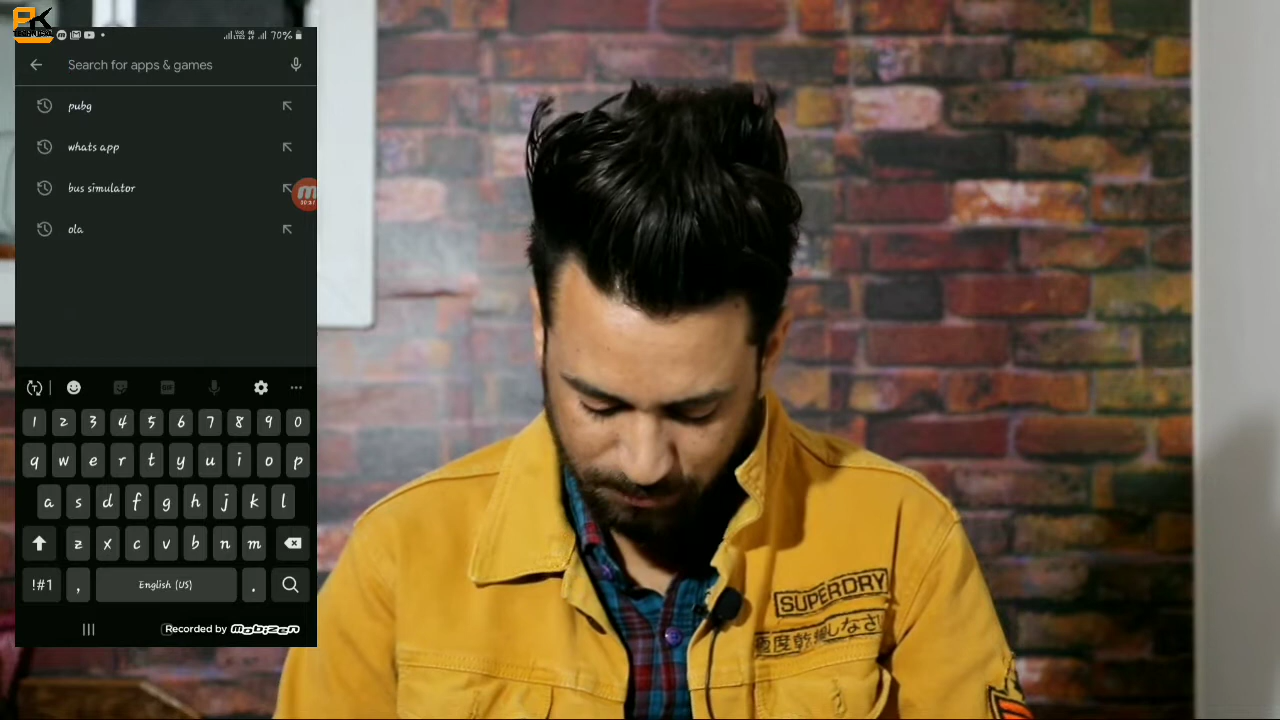 70%
Search for apps & games
pubg
whats app
bus simulator
ola
1 2 3 4 5 6 7 8 9 0
q w e r t y u i o p
a s d f g h j k l
z x c v b n m
!#1 , English (US) .
Recorded by mobizen
SUPERDRY